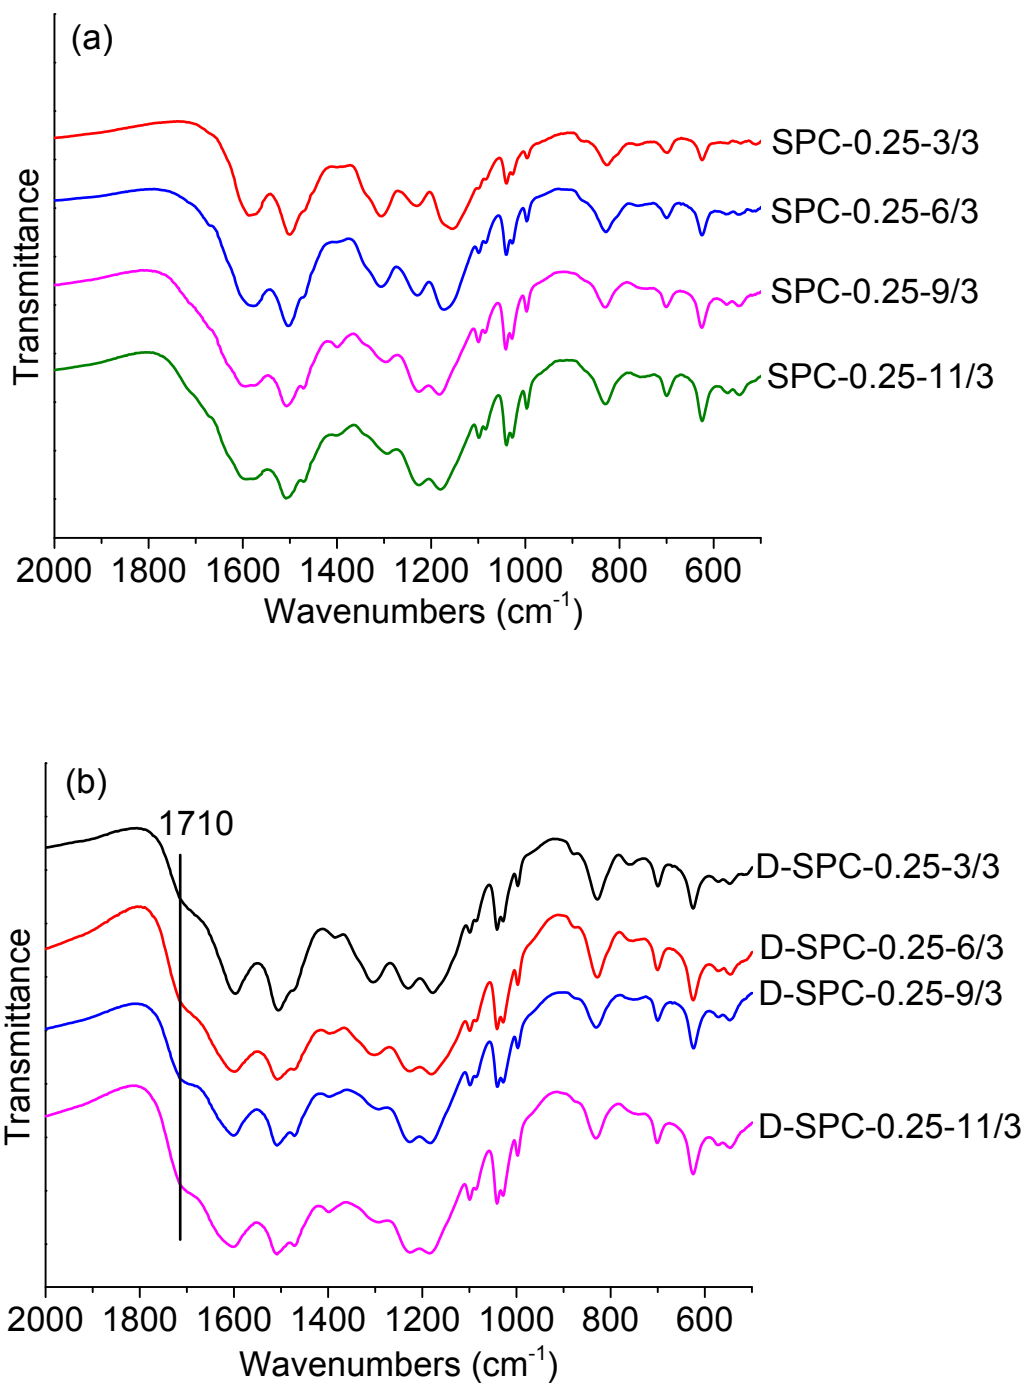 (a)
SPC-0.25-3/3
SPC-0.25-6/3
SPC-0.25-9/3
SPC-0.25-11/3
Transmittance
2000 1800 1600 1400 1200 1000 800 600
Wavenumbers (cm⁻¹)
(b)
1710
D-SPC-0.25-3/3
D-SPC-0.25-6/3
D-SPC-0.25-9/3
D-SPC-0.25-11/3
Transmittance
2000 1800 1600 1400 1200 1000 800 600
Wavenumbers (cm⁻¹)